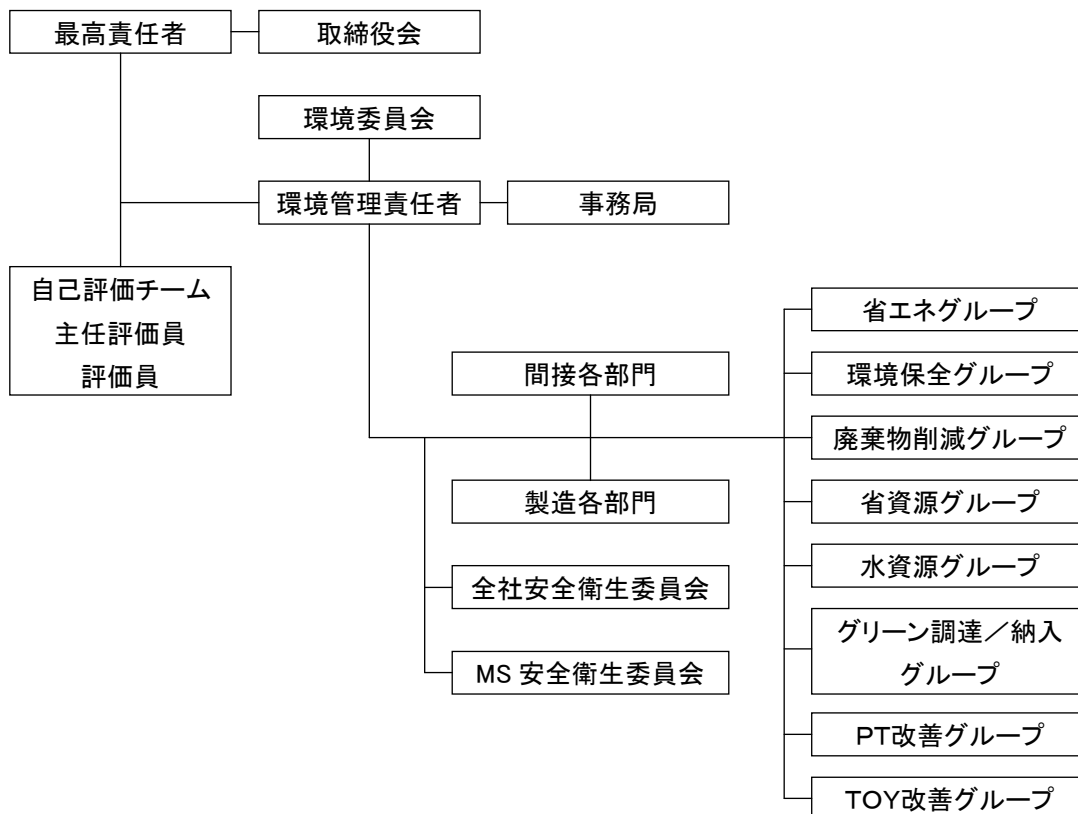 最高責任者
取締役会
環境委員会
環境管理責任者
事務局
自己評価チーム
主任評価員
評価員
間接各部門
製造各部門
全社安全衛生委員会
MS 安全衛生委員会
省エネグループ
環境保全グループ
廃棄物削減グループ
省資源グループ
水資源グループ
グリーン調達／納入
グループ
PT改善グループ
TOY改善グループ